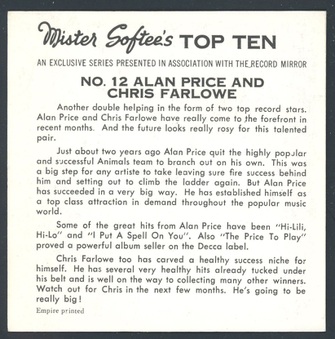 Mister Softee's TOP TEN
AN EXCLUSIVE SERIES PRESENTED IN ASSOCIATION WITH THE RECORD MIRROR
NO. 12 ALAN PRICE AND
CHRIS FARLOWE
Another double helping in the form of two top record stars.
Alan Price and Chris Farlowe have really come to the forefront in
recent months. And the future looks really rosy for this talented
pair.
Just about two years ago Alan Price quit the highly popular
and successful Animals team to branch out on his own. This was
a big step for any artiste to take leaving sure fire success behind
him and setting out to climb the ladder again. But Alan Price
has succeeded in a very big way. He has established himself as
a top class attraction in demand throughout the popular music
world.
Some of the great hits from Alan Price have been "Hi-Lili,
Hi-Lo" and "I Put A Spell On You". Also "The Price To Play"
proved a powerful album seller on the Decca label.
Chris Farlowe too has carved a healthy success niche for
himself. He has several very healthy hits already tucked under
his belt and is well on the way to collecting many other winners.
Watch out for Chris in the next few months. He's going to be
really big!
Empire printed